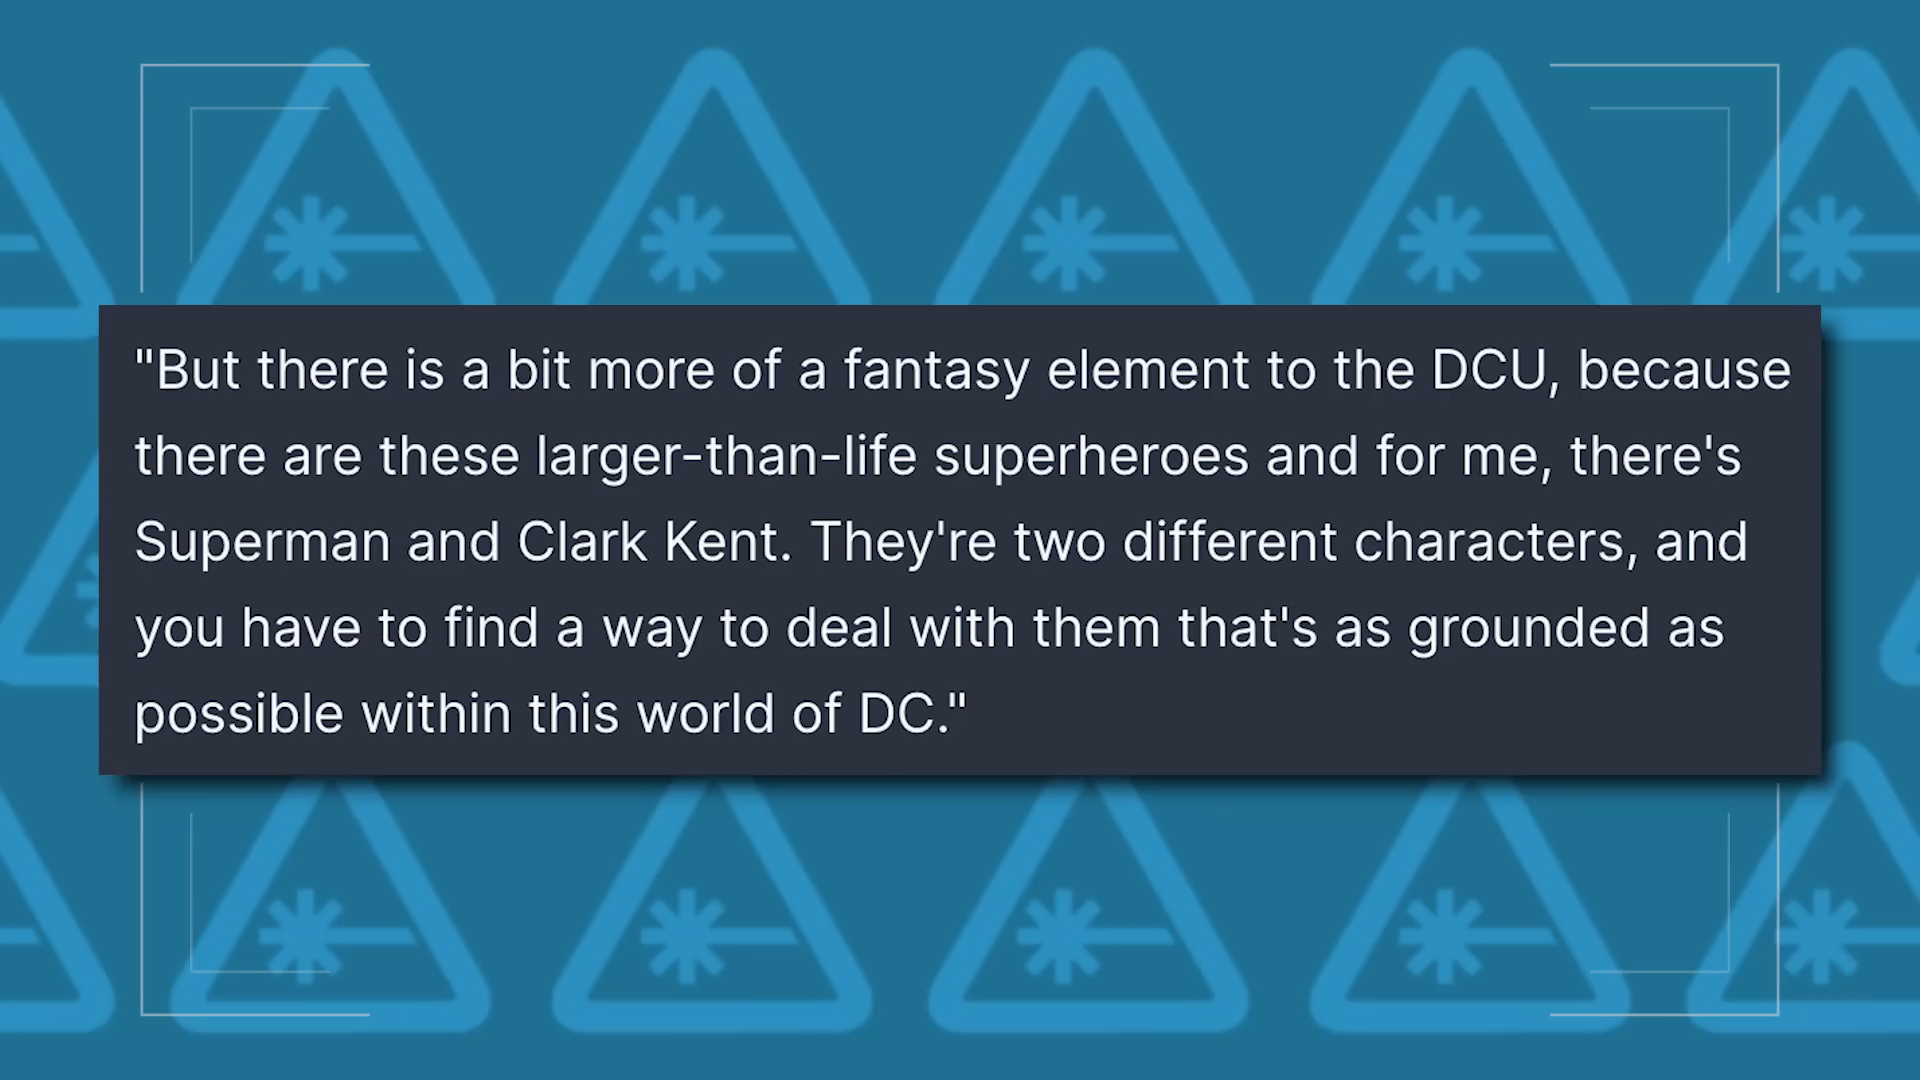 "But there is a bit more of a fantasy element to the DCU, because
there are these larger-than-life superheroes and for me, there's
Superman and Clark Kent. They're two different characters, and
you have to find a way to deal with them that's as grounded as
possible within this world of DC."